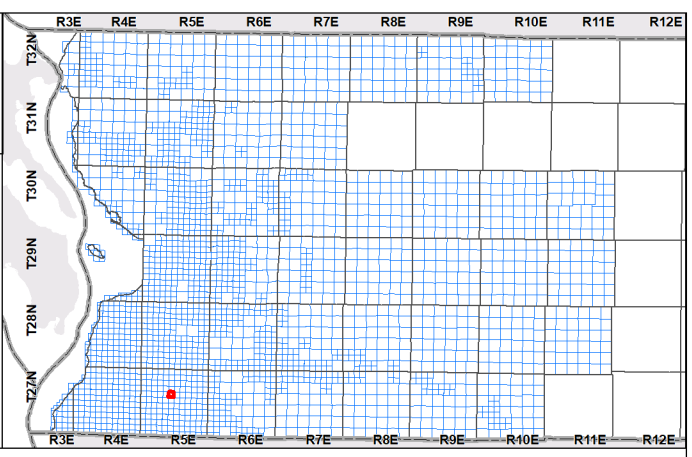 R3E R4E R5E R6E R7E R8E R9E R10E R11E R12E
T32N
T31N
T30N
T29N
T28N
T27N
R3E R4E R5E R6E R7E R8E R9E R10E R11E R12E